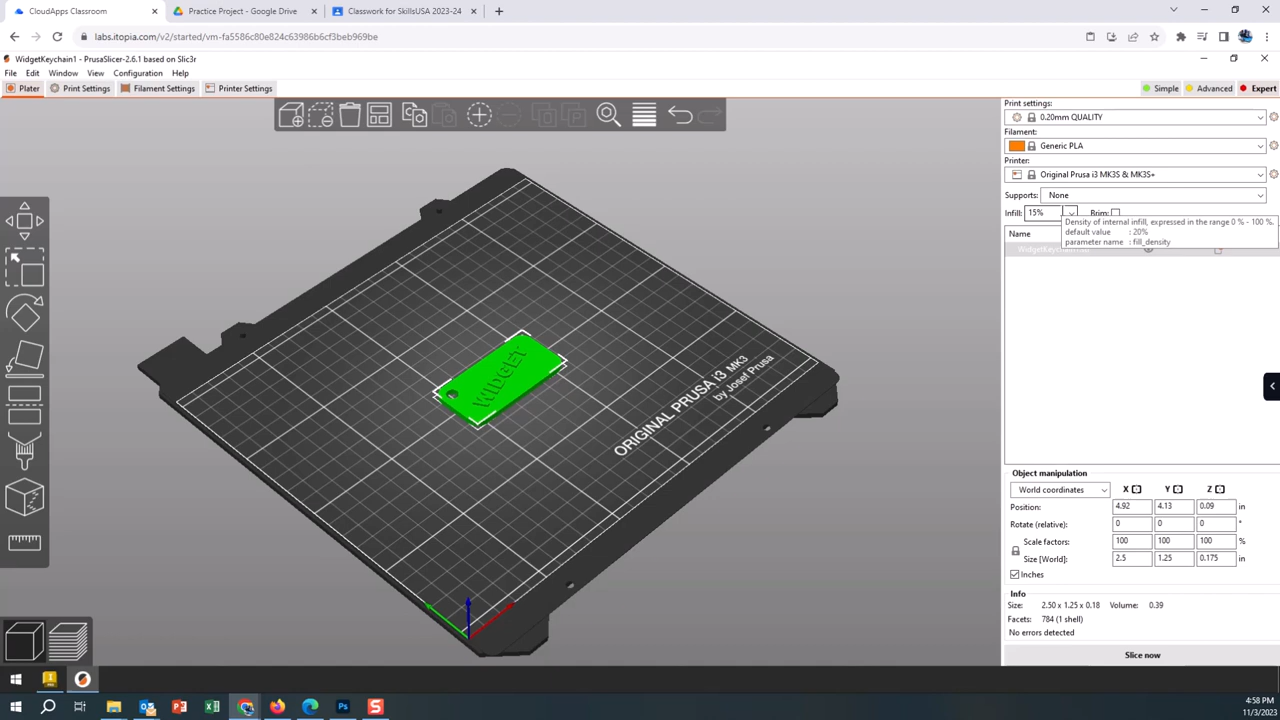 CloudApps Classroom
Practice Project - Google Drive
Classwork for SkillsUSA 2023-24
labs.itopia.com/v2/started/vm-fa5586c80e824c63986b6cf3beb969be
WidgetKeychain1 - PrusaSlicer-2.6.1 based on Slic3r
File Edit Window View Configuration Help
Plater Print Settings Filament Settings Printer Settings Simple Advanced Expert
Print settings:
0.20mm QUALITY
Filament:
Generic PLA
Printer:
Original Prusa i3 MK3S & MK3S+
Supports: None
Infill: 15% Brim:
Density of internal infill, expressed in the range 0 % - 100 %.
default value : 20%
parameter name : fill_density
Name
WIDGET
ORIGINAL PRUSA i3 MK3
by Josef Prusa
Object manipulation
World coordinates X Y Z
Position: 4.92 4.13 0.09 in
Rotate (relative): 0 0 0 °
Scale factors: 100 100 100 %
Size [World]: 2.5 1.25 0.175 in
Inches
Info
Size: 2.50 x 1.25 x 0.18 Volume: 0.39
Facets: 784 (1 shell)
No errors detected
Slice now
4:58 PM
11/3/2023